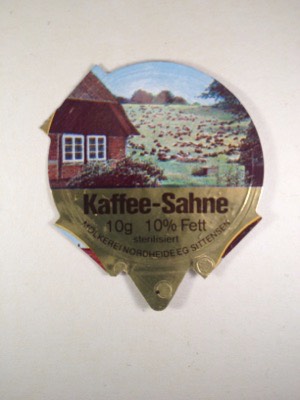 Kaffee-Sahne
10g 10% Fett
sterilisiert
MOLKEREI NORDHEIDE EG SITTENSEN